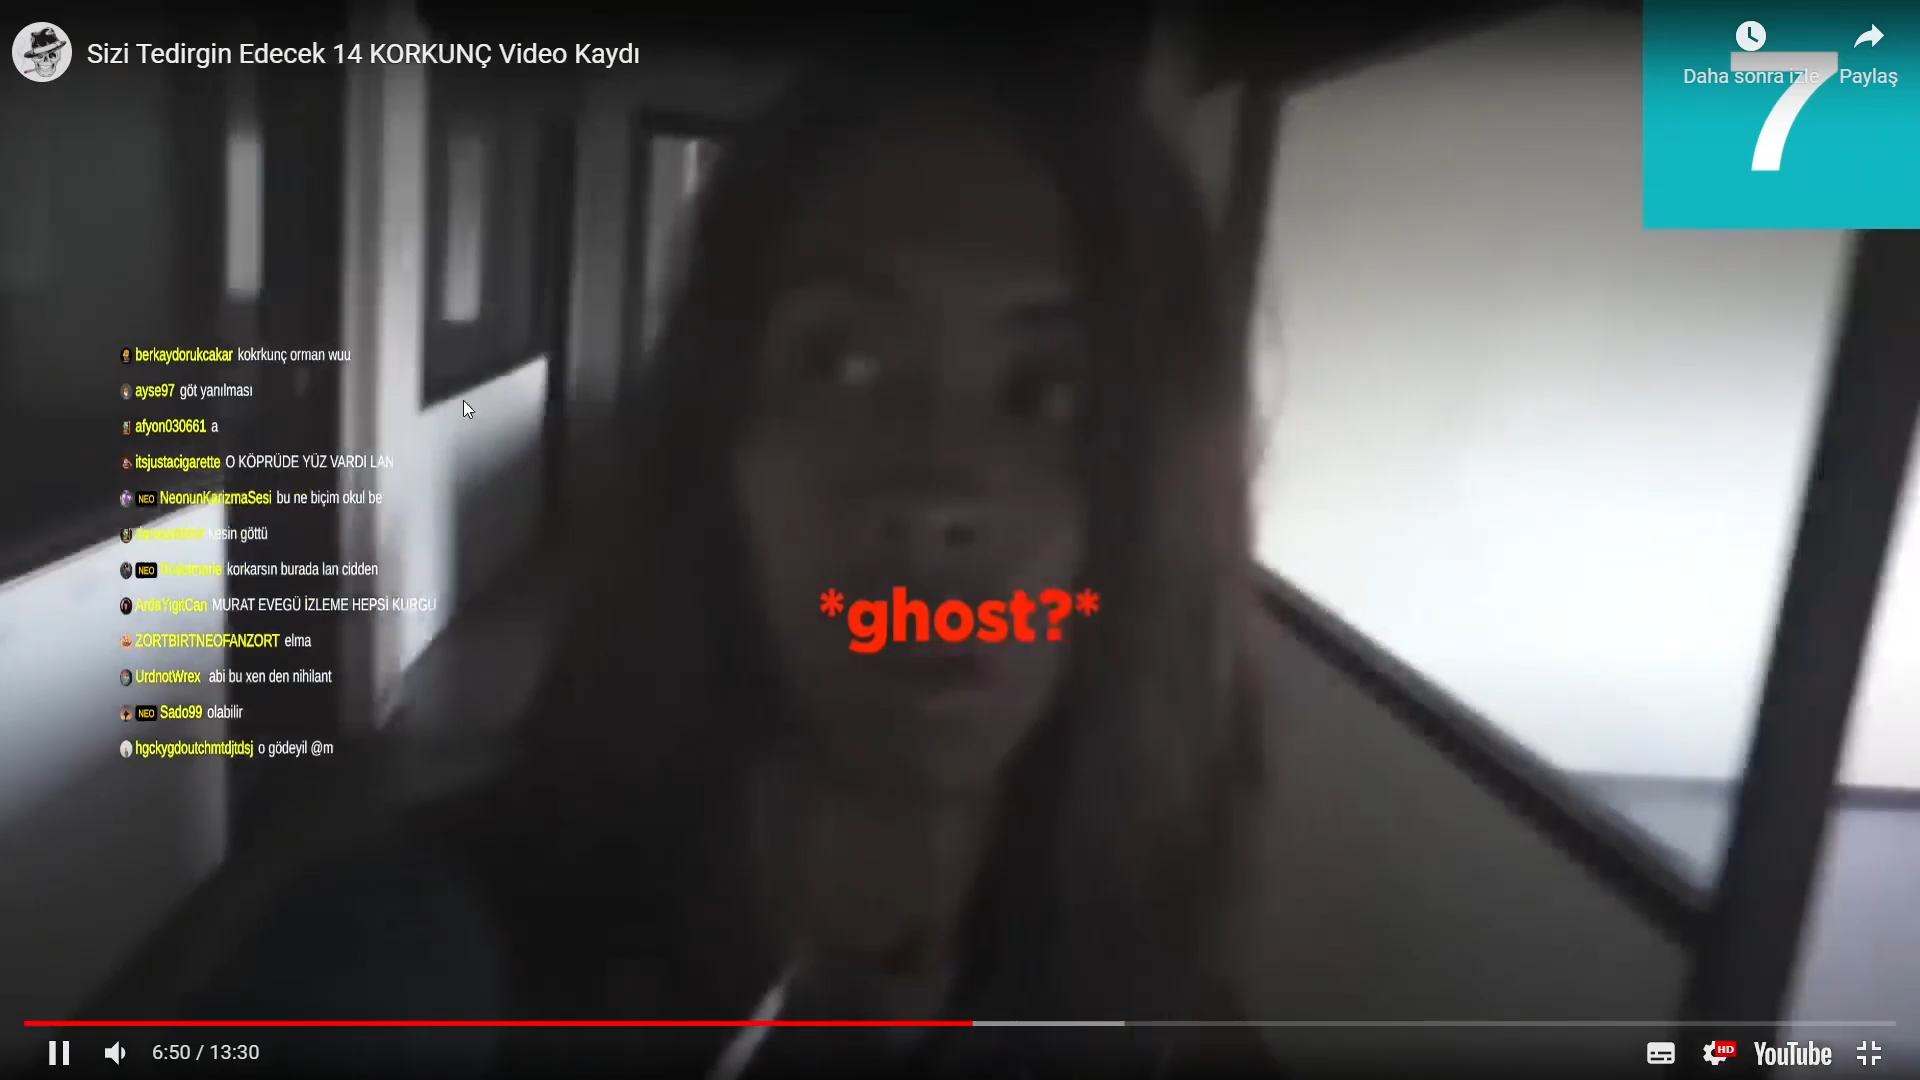 Sizi Tedirgin Edecek 14 KORKUNÇ Video Kaydı
7
Daha sonra izle
Paylaş
berkaydorukcakar kokrkunç orman wuu
ayse97 göt yanılması
afyon030661 a
itsjustacigarette O KÖPRÜDE YÜZ VARDI LAN
NEO NeonunKarizmaSesi bu ne biçim okul be
kesin göttü
NEO korkarsın burada lan cidden
ArdaYigitCan MURAT EVEGÜ İZLEME HEPSİ KURGU
ZORTBIRTNEOFANZORT elma
UrdnotWrex abi bu xen den nihilant
NEO Sado99 olabilir
hgckygdoutchmtdjtdsj o gödeyil @m
*ghost?*
6:50 / 13:30
HD
YouTube